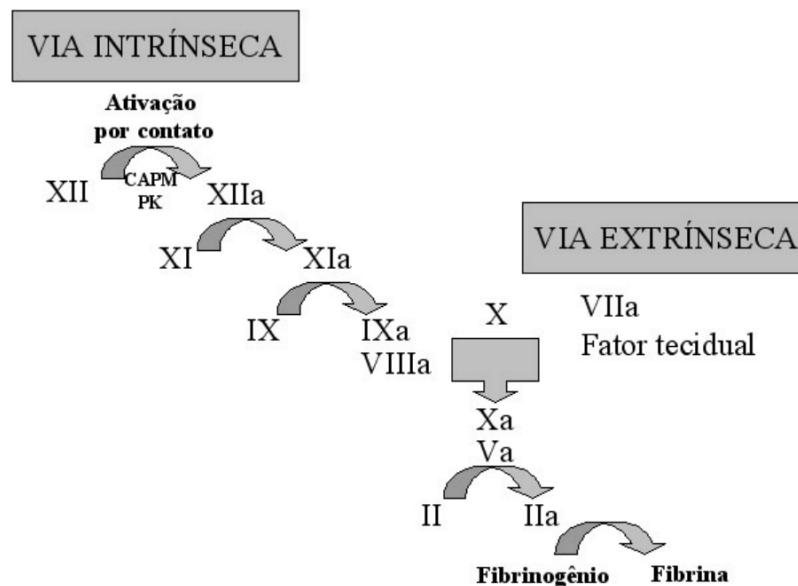 VIA INTRÍNSECA
Ativação
por contato
CAPM
PK
XII
XIIa
XI
XIa
IX
IXa
VIIIa
VIA EXTRÍNSECA
VIIa
Fator tecidual
X
Xa
Va
II
IIa
Fibrinogênio
Fibrina